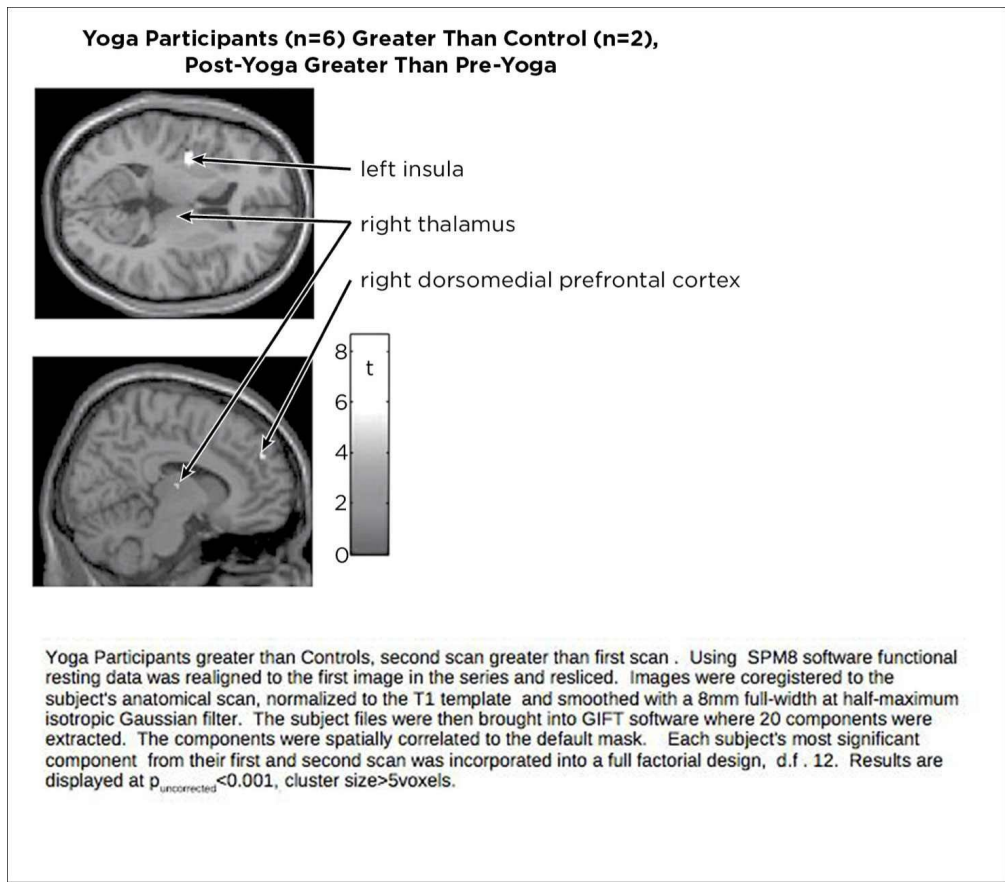 Yoga Participants (n=6) Greater Than Control (n=2),
Post-Yoga Greater Than Pre-Yoga
left insula
right thalamus
right dorsomedial prefrontal cortex
8
t
6
4
2
0
Yoga Participants greater than Controls, second scan greater than first scan . Using SPM8 software functional
resting data was realigned to the first image in the series and resliced. Images were coregistered to the
subject's anatomical scan, normalized to the T1 template and smoothed with a 8mm full-width at half-maximum
isotropic Gaussian filter. The subject files were then brought into GIFT software where 20 components were
extracted. The components were spatially correlated to the default mask. Each subject's most significant
component from their first and second scan was incorporated into a full factorial design, d.f . 12. Results are
displayed at puncorrected<0.001, cluster size>5voxels.